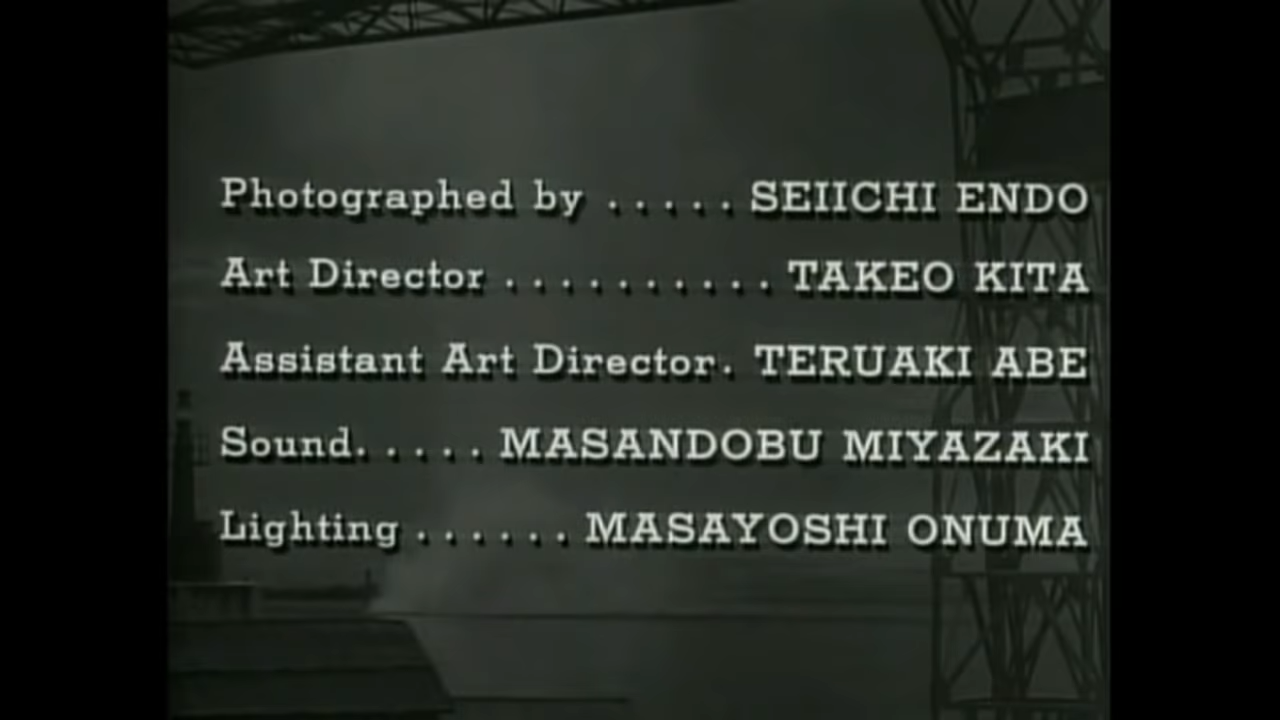 Photographed by ..... SEIICHI ENDO
Art Director .......... TAKEO KITA
Assistant Art Director. TERUAKI ABE
Sound..... MASANDOBU MIYAZAKI
Lighting ...... MASAYOSHI ONUMA